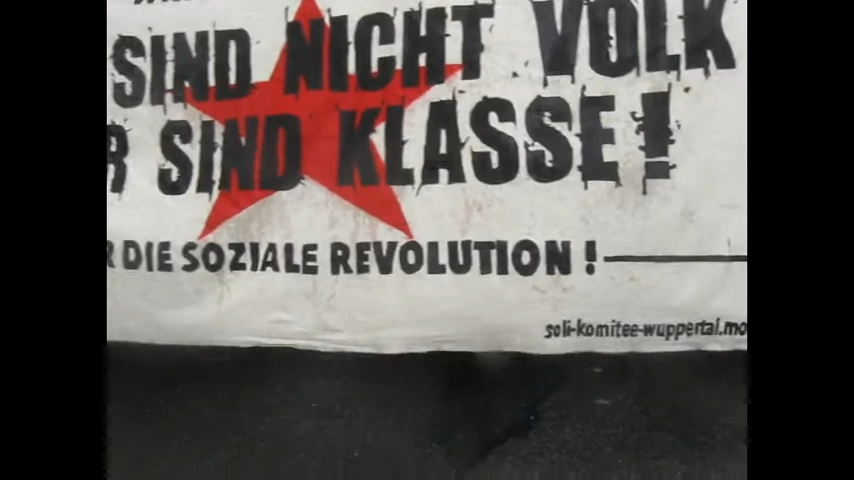 SIND NICHT VOLK
R SIND KLASSE!
R DIE SOZIALE REVOLUTION!
soli-komitee-wuppertal.mo